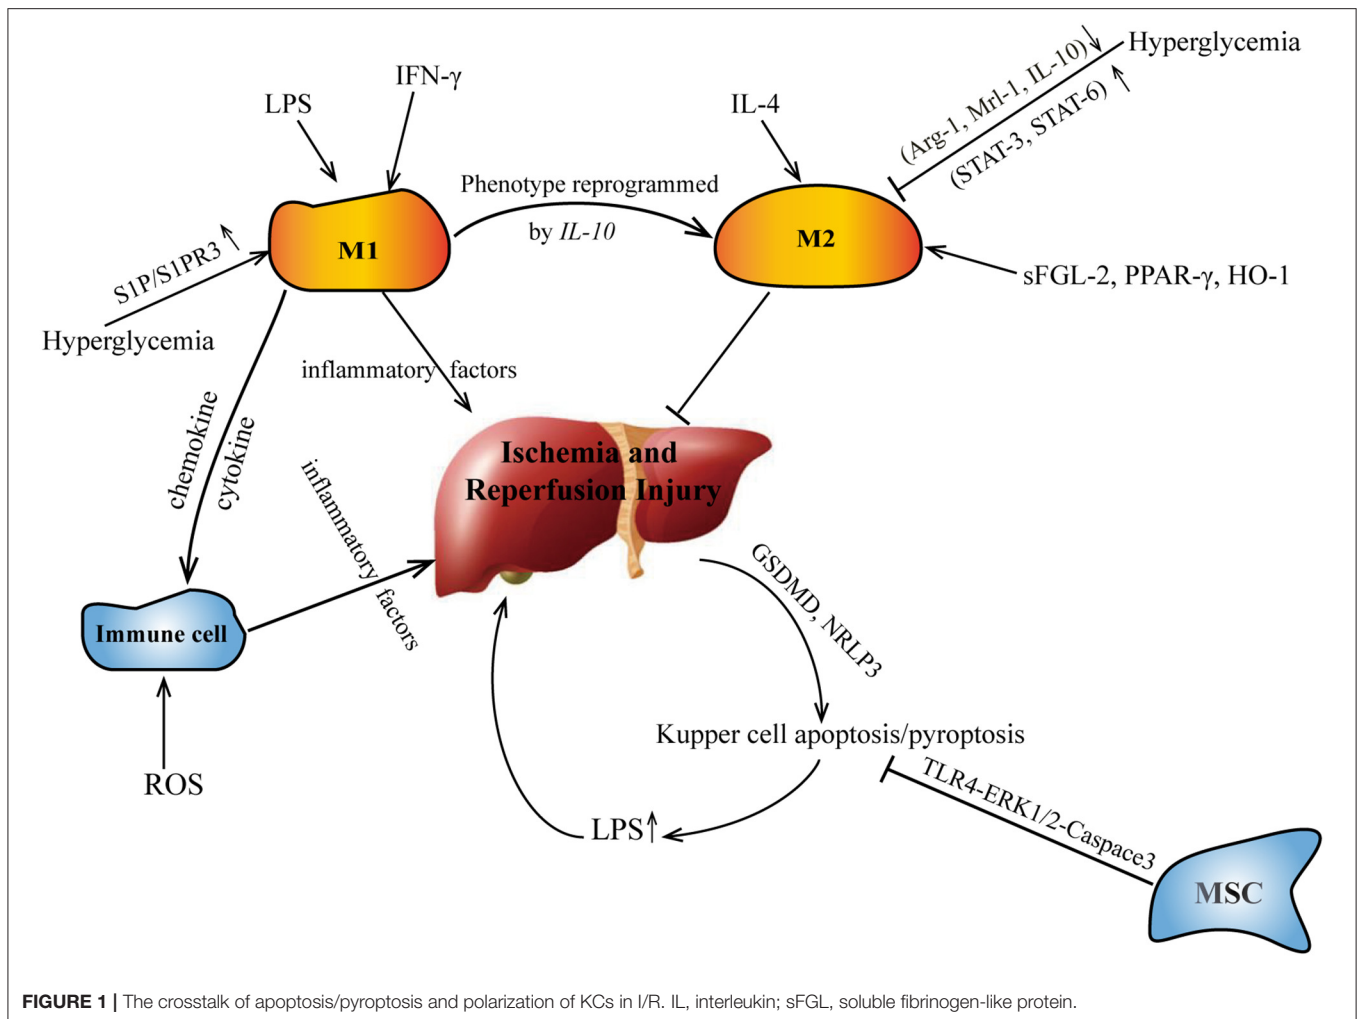 IFN-γ
LPS
IL-4
Hyperglycemia
(Arg-1, Mrl-1, IL-10)
(STAT-3, STAT-6)
Phenotype reprogrammed
by IL-10
M1
M2
S1P/S1PR3
Hyperglycemia
sFGL-2, PPAR-γ, HO-1
inflammatory factors
chemokine
cytokine
Ischemia and
Reperfusion Injury
inflammatory factors
GSDMD, NRLP3
Immune cell
ROS
Kupper cell apoptosis/pyroptosis
LPS
TLR4-ERK1/2-Caspace3
MSC
FIGURE 1 | The crosstalk of apoptosis/pyroptosis and polarization of KCs in I/R. IL, interleukin; sFGL, soluble fibrinogen-like protein.